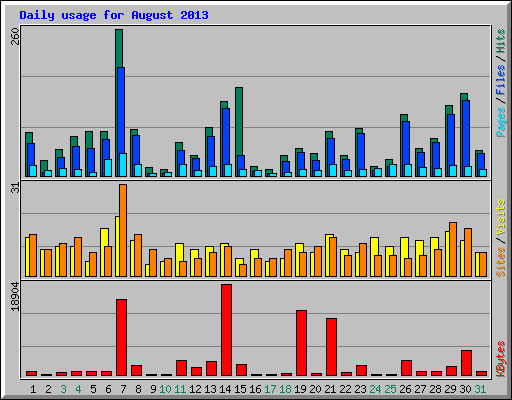 Daily usage for August 2013
260
Pages / Files / Hits
31
Sites / Visits
18904
KBytes
1 2 3 4 5 6 7 8 9 10 11 12 13 14 15 16 17 18 19 20 21 22 23 24 25 26 27 28 29 30 31